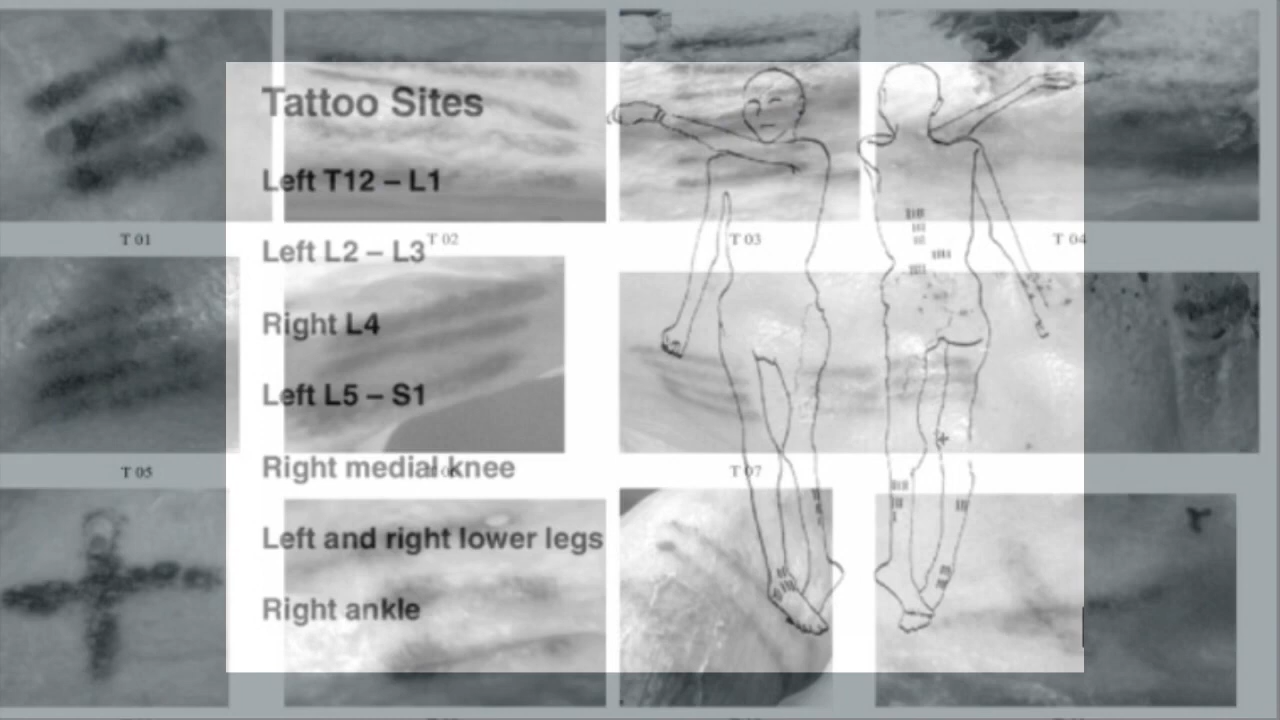 Tattoo Sites
Left T12 – L1
T 01
T 02
T 03
T 04
Left L2 – L3
Right L4
Left L5 – S1
T 05
T 07
Right medial knee
Left and right lower legs
Right ankle